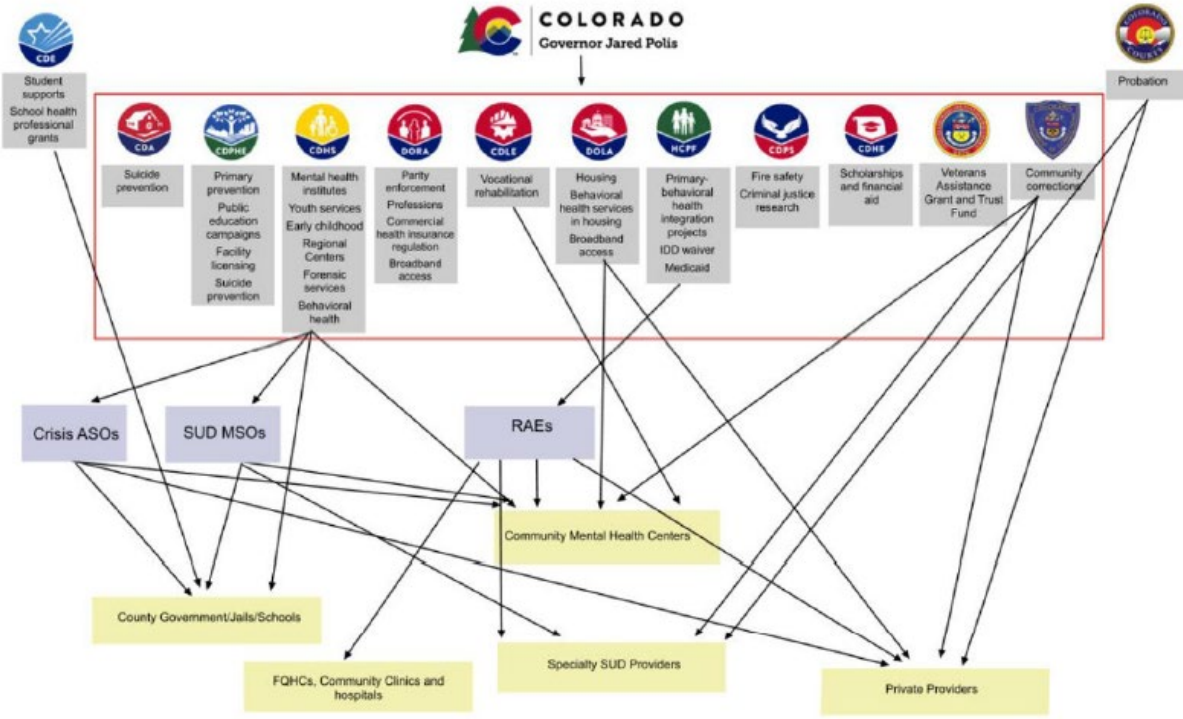 COLORADO
Governor Jared Polis
CDE
Student
supports
School health
professional
grants
COLORADO
COUNTY
Probation
CDA
Suicide
prevention
CDPHE
Primary
prevention
Public
education
campaigns
Facility
licensing
Suicide
prevention
CDHS
Mental health
institutes
Youth services
Early childhood
Regional
Centers
Forensic
services
Behavioral
health
DORA
Parity
enforcement
Professions
Commercial
health insurance
regulation
Broadband
access
CDLE
Vocational
rehabilitation
DOLA
Housing
Behavioral
health services
in housing
Broadband
access
HCPF
Primary-
behavioral
health
integration
projects
IDD waiver
Medicaid
CDPS
Fire safety
Criminal justice
research
CDHE
Scholarships
and financial
aid
Veterans
Assistance
Grant and Trust
Fund
Community
corrections
Crisis ASOs
SUD MSOs
RAEs
Community Mental Health Centers
County Government/Jails/Schools
Specialty SUD Providers
FQHCs, Community Clinics and
hospitals
Private Providers